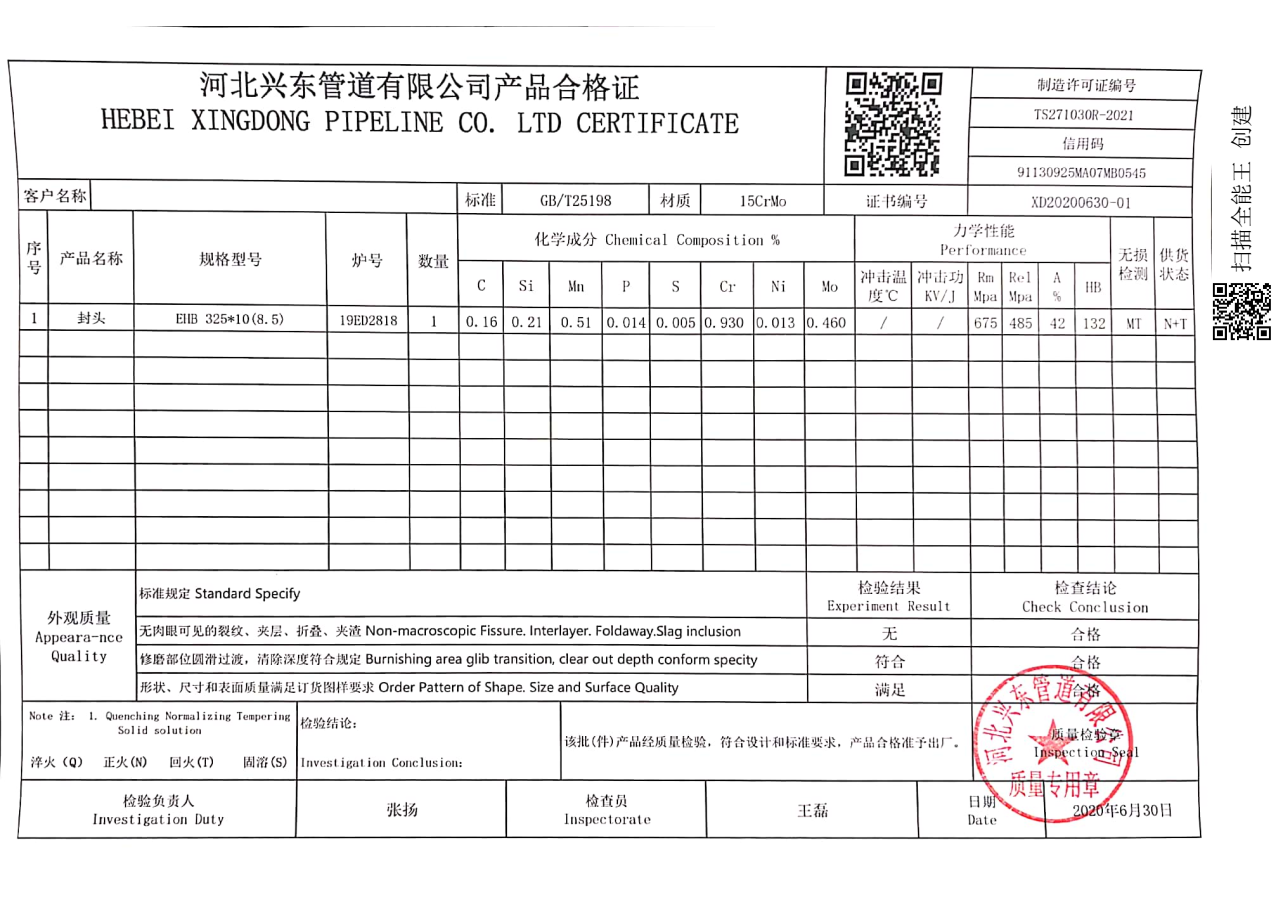 河北兴东管道有限公司产品合格证
HEBEI XINGDONG PIPELINE CO. LTD CERTIFICATE
制造许可证编号
TS271030R-2021
信用码
91130925MA07MB0545
客户名称
标准 GB/T25198 材质 15CrMo 证书编号 XD20200630-01
序号 产品名称 规格型号 炉号 数量
化学成分 Chemical Composition %
力学性能
Performance
无损检测
供货状态
C Si Mn P S Cr Ni Mo 冲击温度℃ 冲击功KV/J Rm Mpa Rel Mpa A % HB
1 封头 EHB 325*10(8.5) 19ED2818 1 0.16 0.21 0.51 0.014 0.005 0.930 0.013 0.460 / / 675 485 42 132 MT N+T
外观质量
Appeara-nce
Quality
标准规定 Standard Specify
检验结果
Experiment Result
检查结论
Check Conclusion
无肉眼可见的裂纹、夹层、折叠、夹渣 Non-macroscopic Fissure. Interlayer. Foldaway.Slag inclusion 无 合格
修磨部位圆滑过渡，清除深度符合规定 Burnishing area glib transition, clear out depth conform specity 符合 合格
形状、尺寸和表面质量满足订货图样要求 Order Pattern of Shape. Size and Surface Quality 满足 合格
Note 注: 1. Quenching Normalizing Tempering
Solid solution
淬火 (Q) 正火(N) 回火(T) 固溶(S)
检验结论:
Investigation Conclusion:
该批(件)产品经质量检验，符合设计和标准要求，产品合格准予出厂。
质量检验章
Inspection Seal
河北兴东管道有限公司
质量专用章
检验负责人
Investigation Duty
张扬
检查员
Inspectorate
王磊
日期
Date
2020年6月30日
扫描全能王 创建